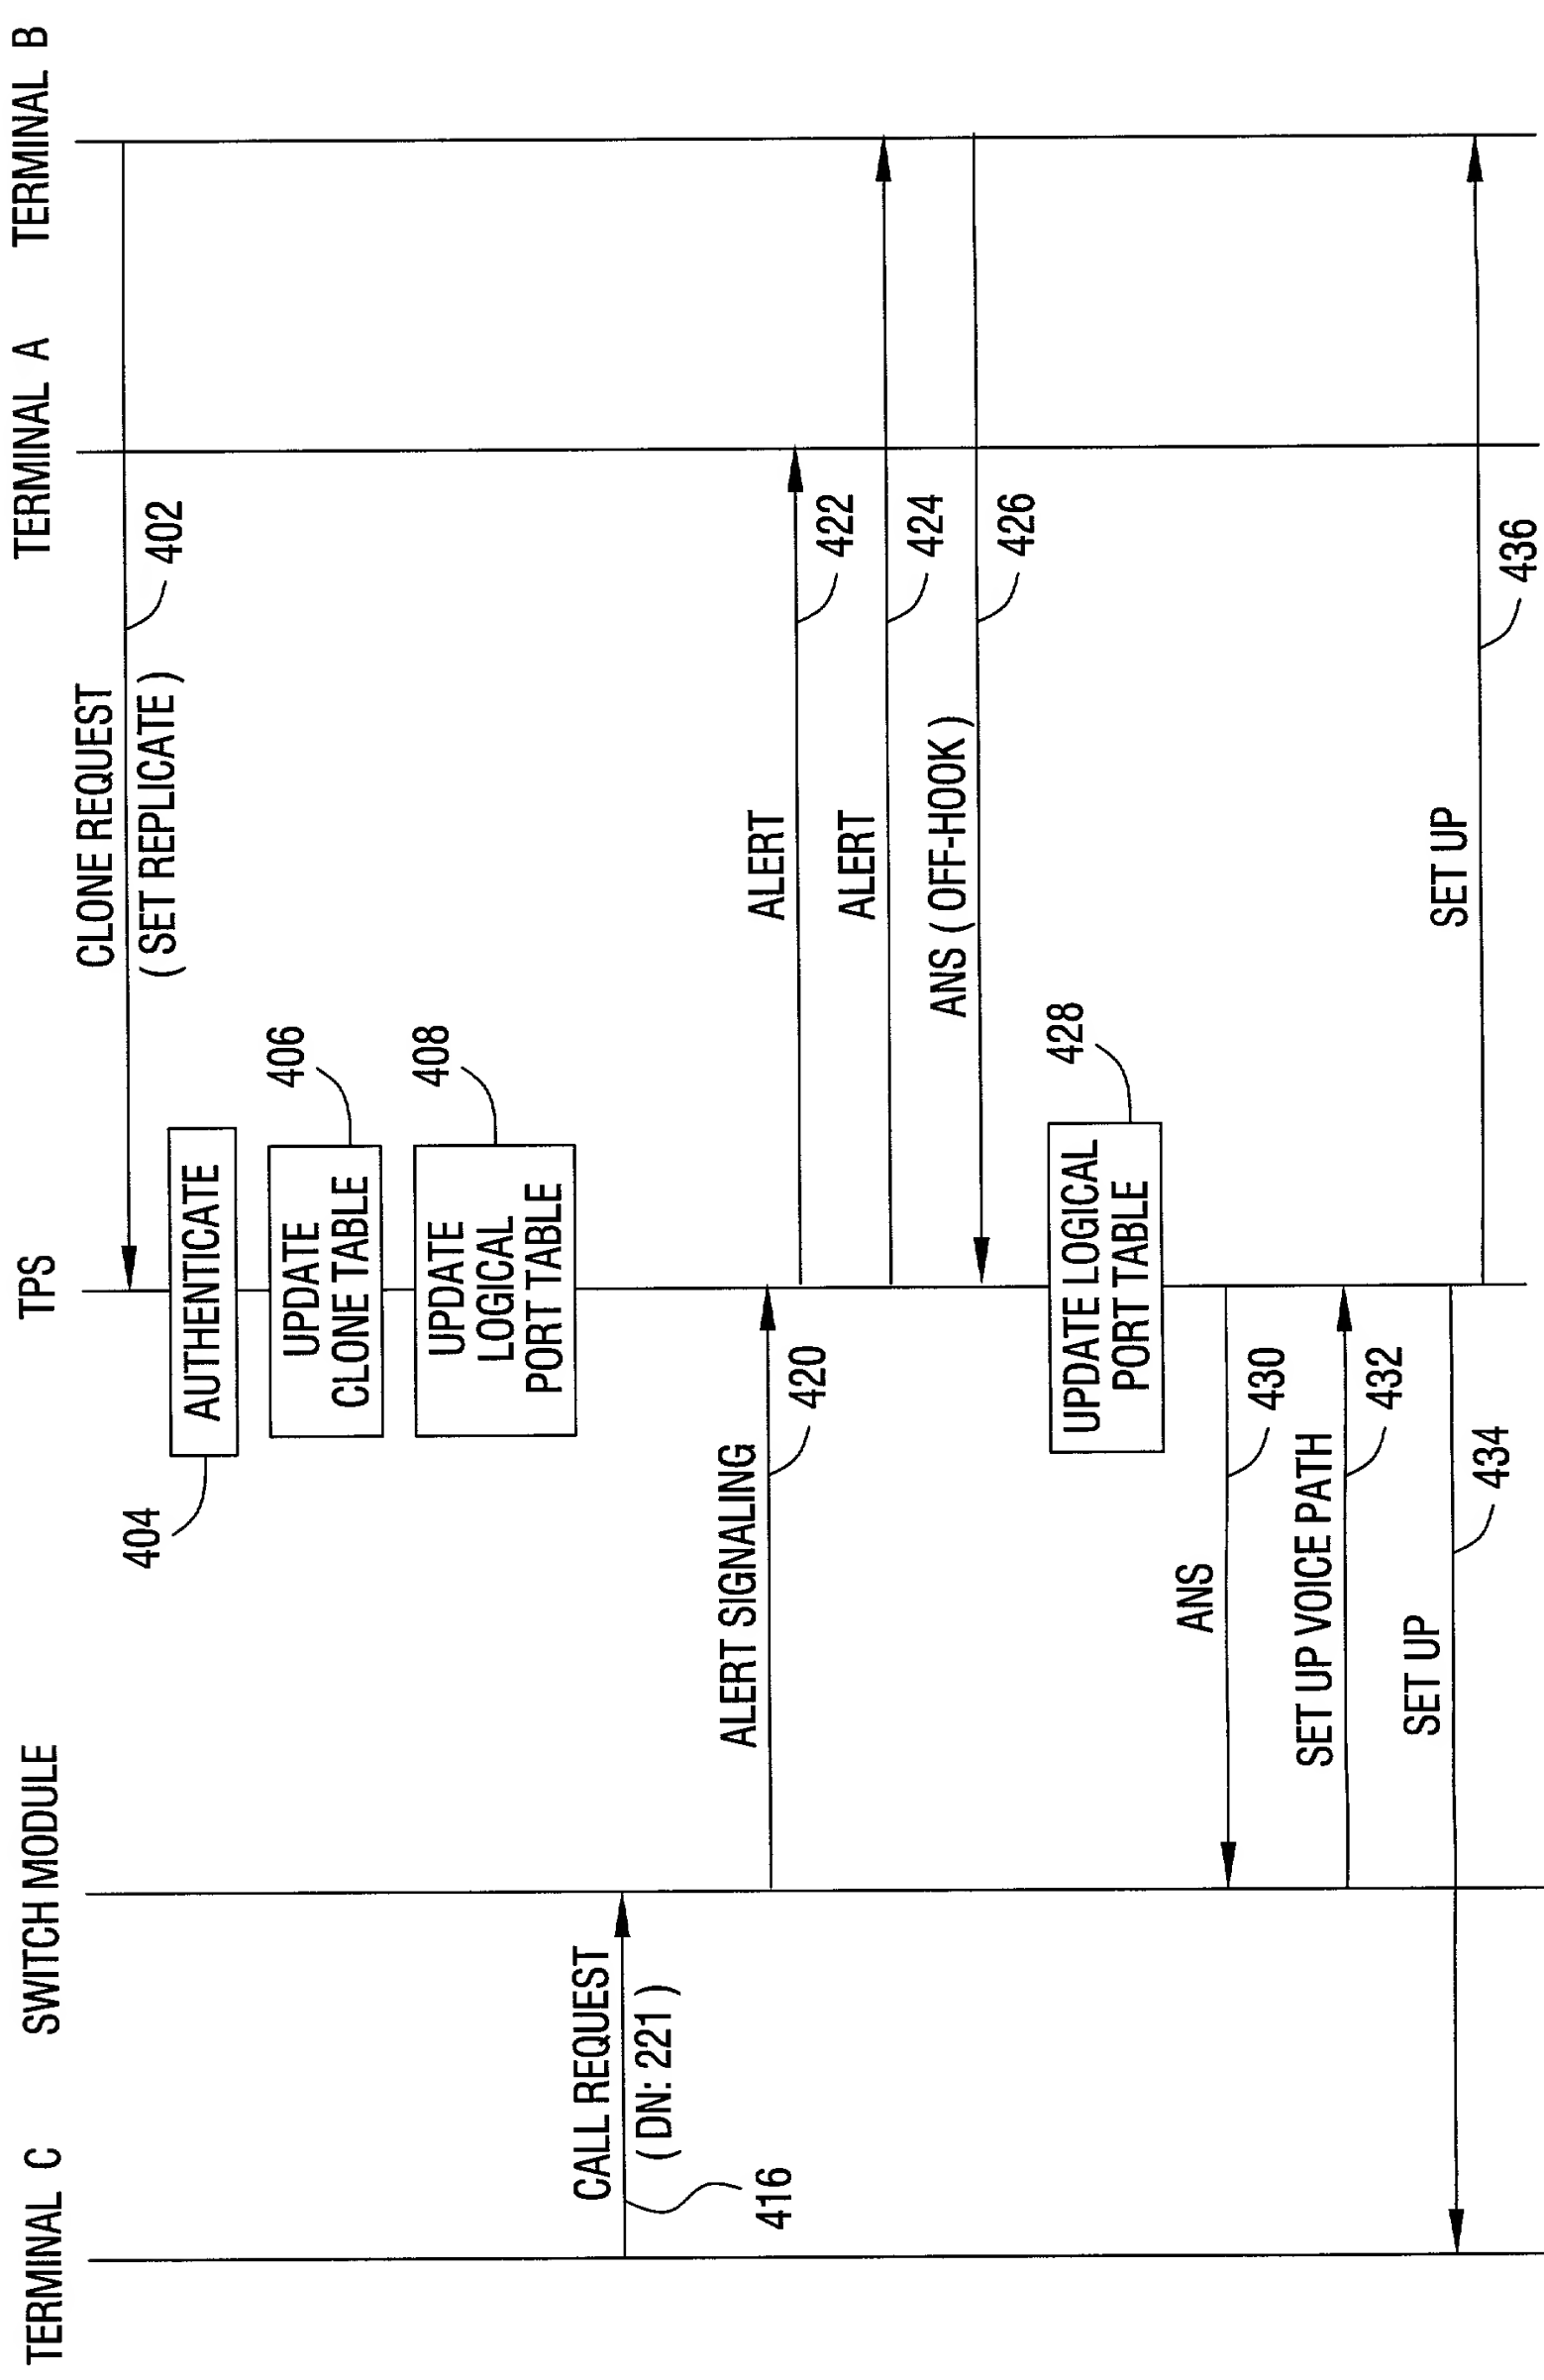 TERMINAL C
SWITCH MODULE
TPS
TERMINAL A
TERMINAL B
CLONE REQUEST
( SET REPLICATE )
402
AUTHENTICATE
404
UPDATE
CLONE TABLE
406
UPDATE
LOGICAL
PORT TABLE
408
CALL REQUEST
( DN: 221 )
416
ALERT SIGNALING
420
ALERT
422
ALERT
424
ANS ( OFF-HOOK )
426
UPDATE LOGICAL
PORT TABLE
428
ANS
430
SET UP VOICE PATH
432
SET UP
434
SET UP
436